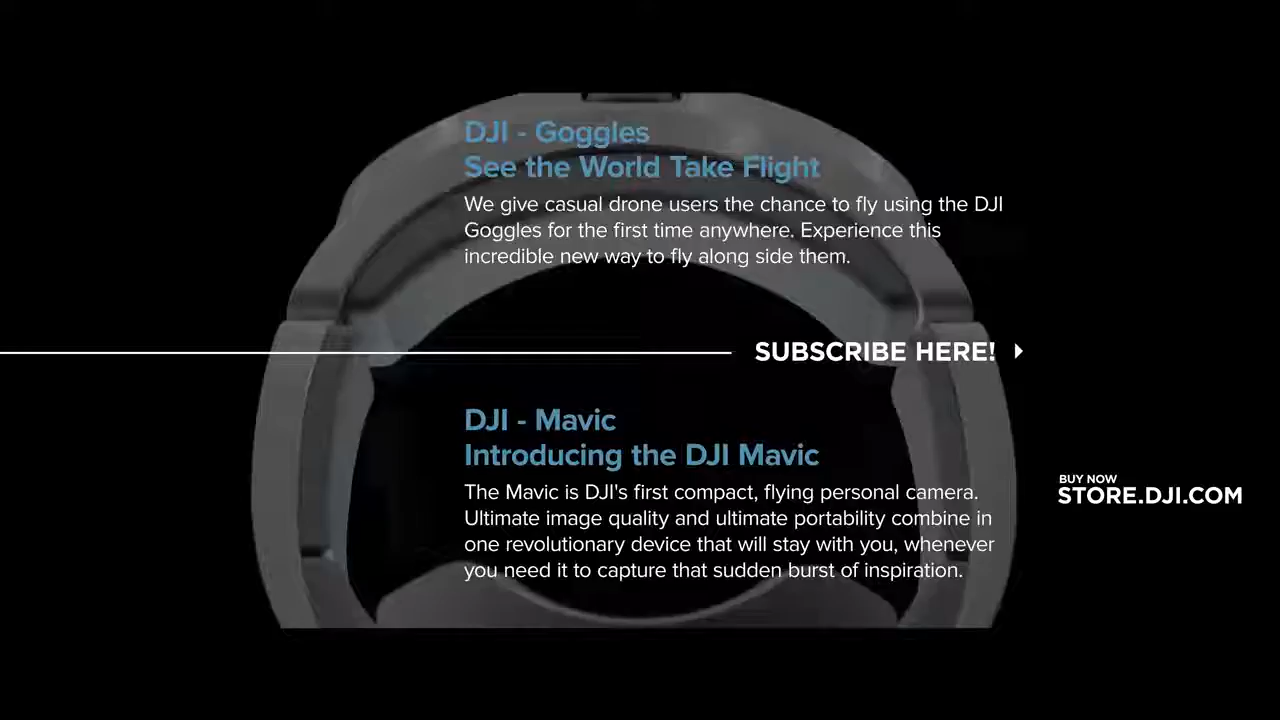 DJI - Goggles
See the World Take Flight
We give casual drone users the chance to fly using the DJI
Goggles for the first time anywhere. Experience this
incredible new way to fly along side them.
SUBSCRIBE HERE!
DJI - Mavic
Introducing the DJI Mavic
The Mavic is DJI's first compact, flying personal camera.
Ultimate image quality and ultimate portability combine in
one revolutionary device that will stay with you, whenever
you need it to capture that sudden burst of inspiration.
BUY NOW
STORE.DJI.COM